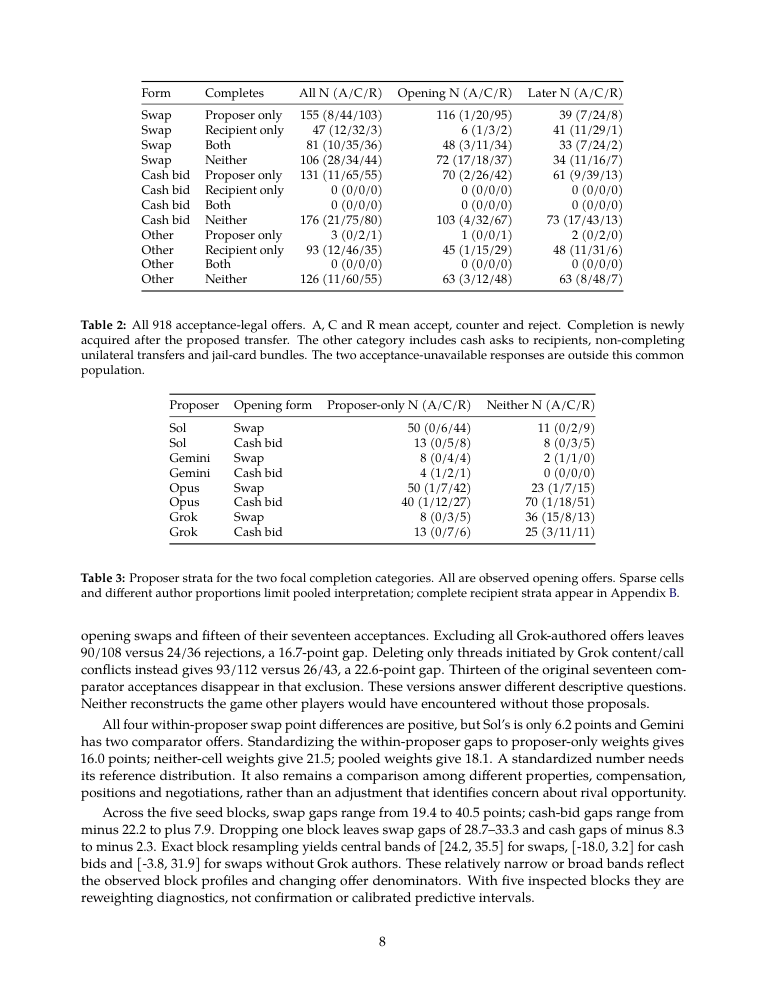 Form Completes All N (A/C/R) Opening N (A/C/R) Later N (A/C/R)
Swap Proposer only 155 (8/44/103) 116 (1/20/95) 39 (7/24/8)
Swap Recipient only 47 (12/32/3) 6 (1/3/2) 41 (11/29/1)
Swap Both 81 (10/35/36) 48 (3/11/34) 33 (7/24/2)
Swap Neither 106 (28/34/44) 72 (17/18/37) 34 (11/16/7)
Cash bid Proposer only 131 (11/65/55) 70 (2/26/42) 61 (9/39/13)
Cash bid Recipient only 0 (0/0/0) 0 (0/0/0) 0 (0/0/0)
Cash bid Both 0 (0/0/0) 0 (0/0/0) 0 (0/0/0)
Cash bid Neither 176 (21/75/80) 103 (4/32/67) 73 (17/43/13)
Other Proposer only 3 (0/2/1) 1 (0/0/1) 2 (0/2/0)
Other Recipient only 93 (12/46/35) 45 (1/15/29) 48 (11/31/6)
Other Both 0 (0/0/0) 0 (0/0/0) 0 (0/0/0)
Other Neither 126 (11/60/55) 63 (3/12/48) 63 (8/48/7)
Table 2: All 918 acceptance-legal offers. A, C and R mean accept, counter and reject. Completion is newly
acquired after the proposed transfer. The other category includes cash asks to recipients, non-completing
unilateral transfers and jail-card bundles. The two acceptance-unavailable responses are outside this common
population.
Proposer Opening form Proposer-only N (A/C/R) Neither N (A/C/R)
Sol Swap 50 (0/6/44) 11 (0/2/9)
Sol Cash bid 13 (0/5/8) 8 (0/3/5)
Gemini Swap 8 (0/4/4) 2 (1/1/0)
Gemini Cash bid 4 (1/2/1) 0 (0/0/0)
Opus Swap 50 (1/7/42) 23 (1/7/15)
Opus Cash bid 40 (1/12/27) 70 (1/18/51)
Grok Swap 8 (0/3/5) 36 (15/8/13)
Grok Cash bid 13 (0/7/6) 25 (3/11/11)
Table 3: Proposer strata for the two focal completion categories. All are observed opening offers. Sparse cells
and different author proportions limit pooled interpretation; complete recipient strata appear in Appendix B.
opening swaps and fifteen of their seventeen acceptances. Excluding all Grok-authored offers leaves
90/108 versus 24/36 rejections, a 16.7-point gap. Deleting only threads initiated by Grok content/call
conflicts instead gives 93/112 versus 26/43, a 22.6-point gap. Thirteen of the original seventeen com-
parator acceptances disappear in that exclusion. These versions answer different descriptive questions.
Neither reconstructs the game other players would have encountered without those proposals.
All four within-proposer swap point differences are positive, but Sol's is only 6.2 points and Gemini
has two comparator offers. Standardizing the within-proposer gaps to proposer-only weights gives
16.0 points; neither-cell weights give 21.5; pooled weights give 18.1. A standardized number needs
its reference distribution. It also remains a comparison among different properties, compensation,
positions and negotiations, rather than an adjustment that identifies concern about rival opportunity.
Across the five seed blocks, swap gaps range from 19.4 to 40.5 points; cash-bid gaps range from
minus 22.2 to plus 7.9. Dropping one block leaves swap gaps of 28.7–33.3 and cash gaps of minus 8.3
to minus 2.3. Exact block resampling yields central bands of [24.2, 35.5] for swaps, [-18.0, 3.2] for cash
bids and [-3.8, 31.9] for swaps without Grok authors. These relatively narrow or broad bands reflect
the observed block profiles and changing offer denominators. With five inspected blocks they are
reweighting diagnostics, not confirmation or calibrated predictive intervals.
8